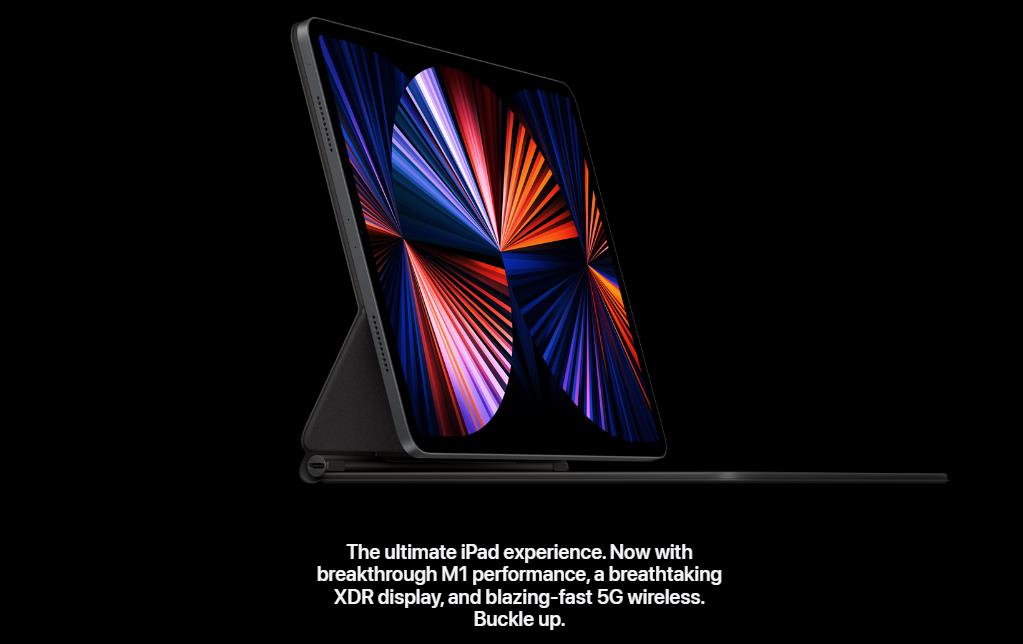 The ultimate iPad experience. Now with
breakthrough M1 performance, a breathtaking
XDR display, and blazing-fast 5G wireless.
Buckle up.